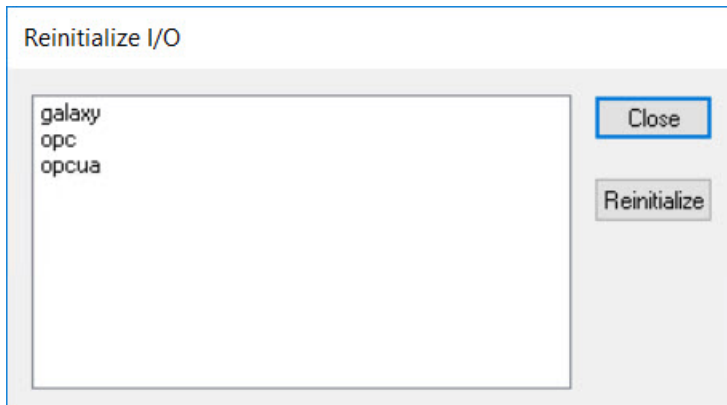 Reinitialize I/O
galaxy
opc
opcua
Close
Reinitialize